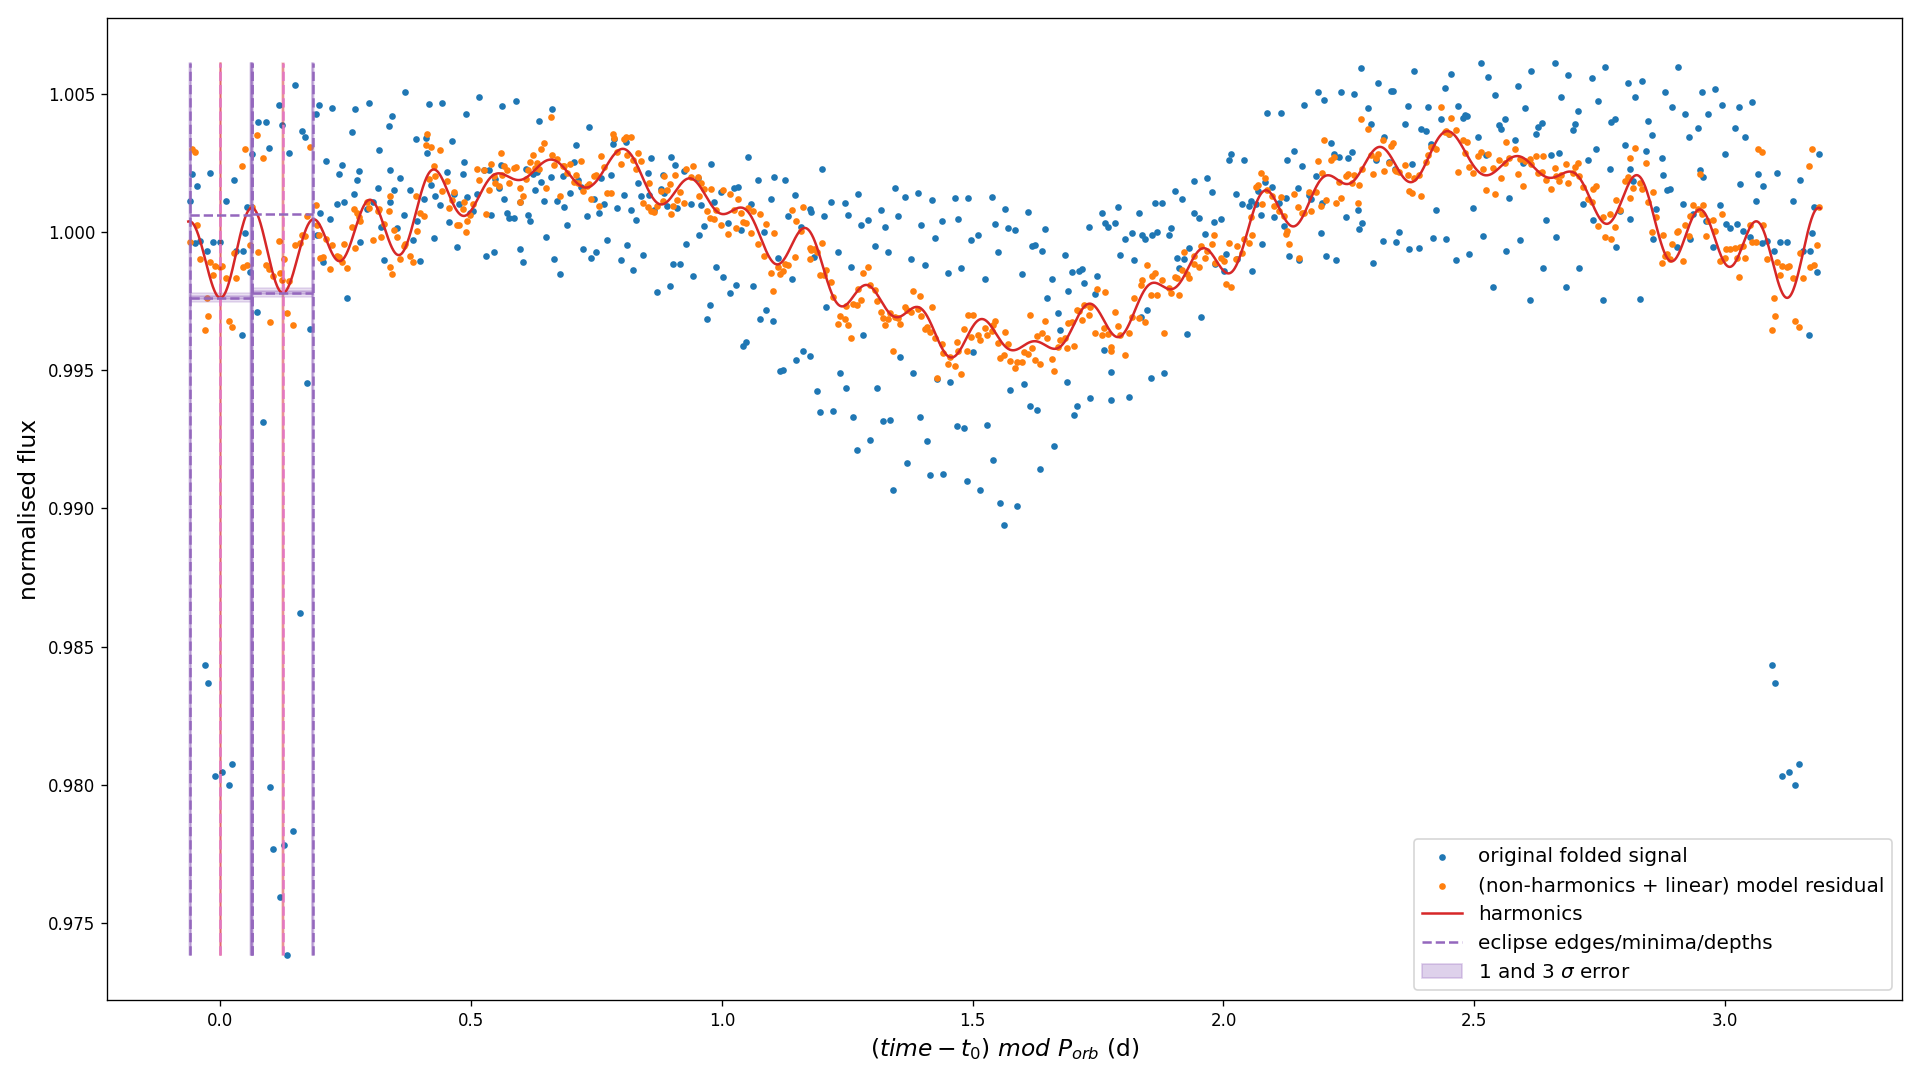 1.005
1.000
0.995
0.990
0.985
0.980
0.975
normalised flux
0.0 0.5 1.0 1.5 2.0 2.5 3.0
(time − t₀) mod P_orb (d)
original folded signal
(non-harmonics + linear) model residual
harmonics
eclipse edges/minima/depths
1 and 3 σ error